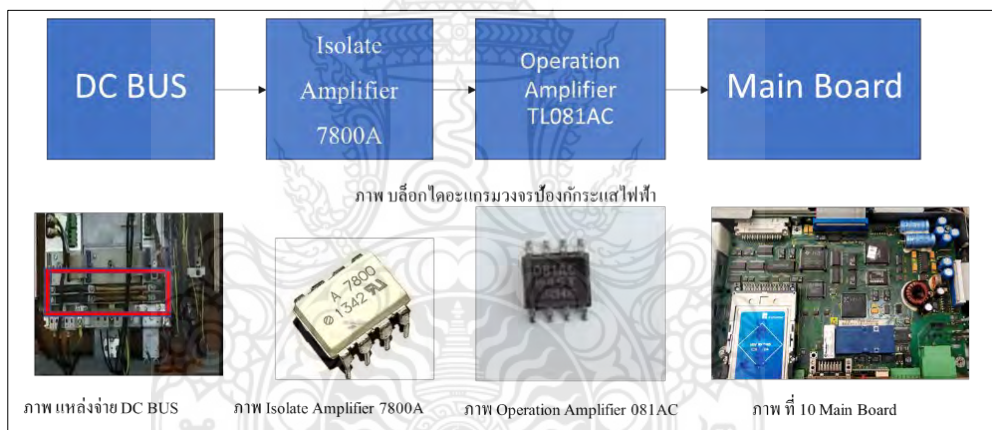 DC BUS
Isolate
Amplifier
7800A
Operation
Amplifier
TL081AC
Main Board
ภาพ บล็อกไดอะแกรมวงจรป้องกักระแสไฟฟ้า
A 7800
1342
081AC
ภาพ แหล่งจ่าย DC BUS
ภาพ Isolate Amplifier 7800A
ภาพ Operation Amplifier 081AC
ภาพ ที่ 10 Main Board